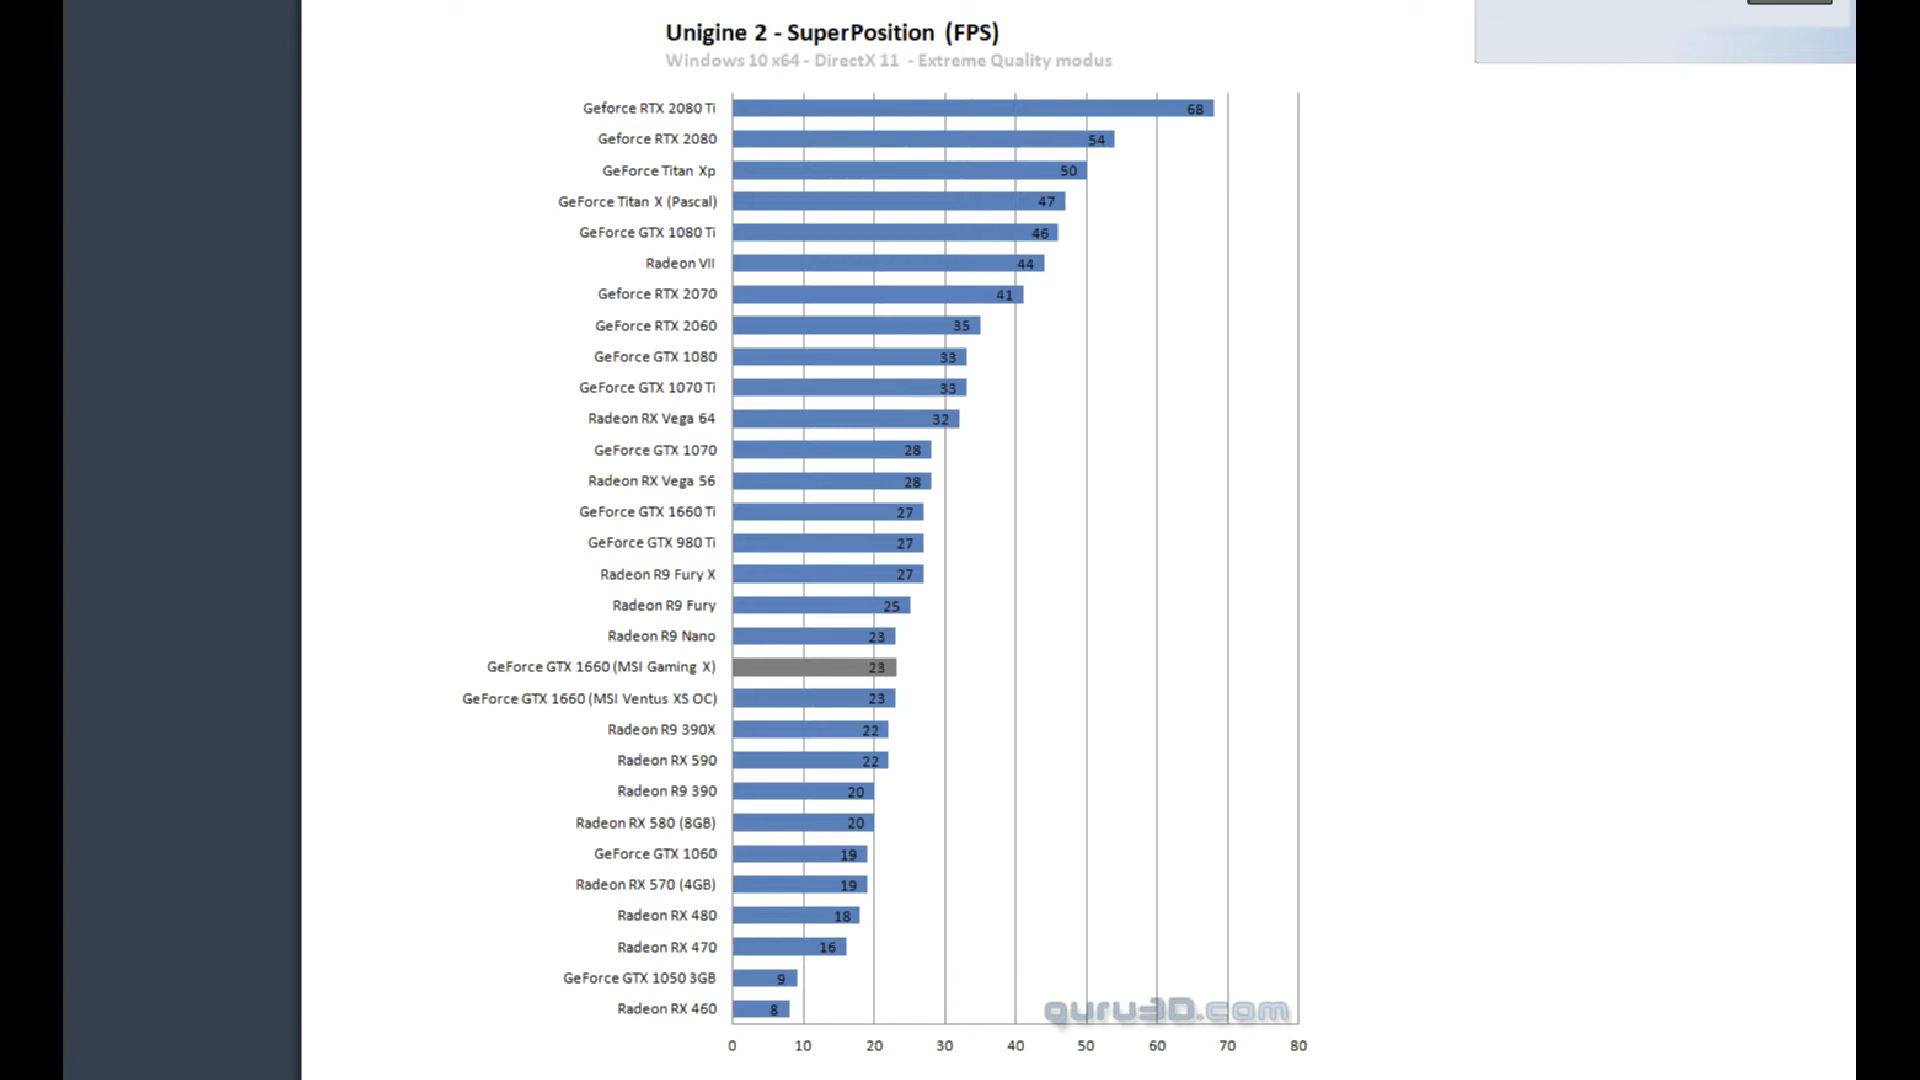 Unigine 2 - SuperPosition (FPS)
Windows 10 x64 - DirectX 11 - Extreme Quality modus
Geforce RTX 2080 Ti 68
Geforce RTX 2080 54
GeForce Titan Xp 50
GeForce Titan X (Pascal) 47
GeForce GTX 1080 Ti 46
Radeon VII 44
Geforce RTX 2070 41
GeForce RTX 2060 35
GeForce GTX 1080 33
GeForce GTX 1070 Ti 33
Radeon RX Vega 64 32
GeForce GTX 1070 28
Radeon RX Vega 56 28
GeForce GTX 1660 Ti 27
GeForce GTX 980 Ti 27
Radeon R9 Fury X 27
Radeon R9 Fury 25
Radeon R9 Nano 23
GeForce GTX 1660 (MSI Gaming X) 23
GeForce GTX 1660 (MSI Ventus XS OC) 23
Radeon R9 390X 22
Radeon RX 590 22
Radeon R9 390 20
Radeon RX 580 (8GB) 20
GeForce GTX 1060 19
Radeon RX 570 (4GB) 19
Radeon RX 480 18
Radeon RX 470 16
GeForce GTX 1050 3GB 9
Radeon RX 460 8
guru3D.com
0 10 20 30 40 50 60 70 80